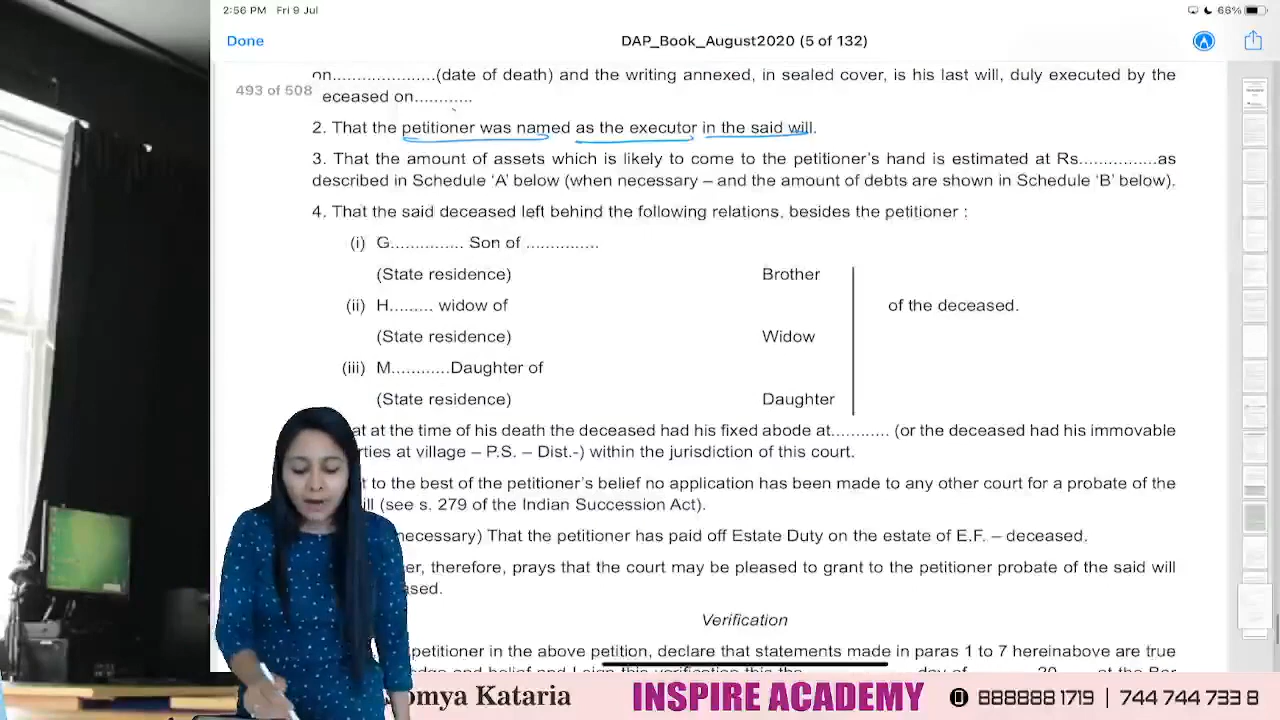 2:56 PM Fri 9 Jul
66%
Done
DAP_Book_August2020 (5 of 132)
493 of 508
on.....................(date of death) and the writing annexed, in sealed cover, is his last will, duly executed by the
eceased on............
2. That the petitioner was named as the executor in the said will.
3. That the amount of assets which is likely to come to the petitioner's hand is estimated at Rs................as
described in Schedule 'A' below (when necessary – and the amount of debts are shown in Schedule 'B' below).
4. That the said deceased left behind the following relations, besides the petitioner :
(i) G............... Son of ...............
(State residence) Brother
(ii) H......... widow of of the deceased.
(State residence) Widow
(iii) M............Daughter of
(State residence) Daughter
at at the time of his death the deceased had his fixed abode at............ (or the deceased had his immovable
rties at village – P.S. – Dist.-) within the jurisdiction of this court.
t to the best of the petitioner's belief no application has been made to any other court for a probate of the
ill (see s. 279 of the Indian Succession Act).
necessary) That the petitioner has paid off Estate Duty on the estate of E.F. – deceased.
er, therefore, prays that the court may be pleased to grant to the petitioner probate of the said will
ased.
Verification
petitioner in the above petition, declare that statements made in paras 1 to 7 hereinabove are true
omya Kataria INSPIRE ACADEMY 888888 1719 | 744 744 733 8